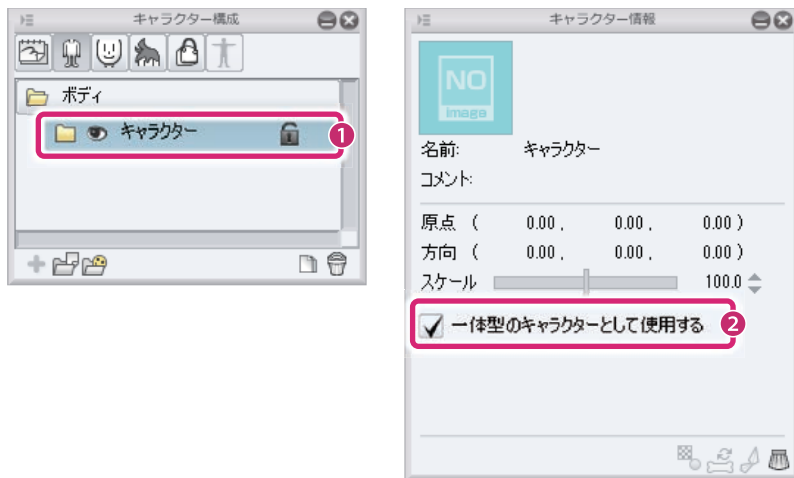 キャラクター構成
ボディ
キャラクター
1
キャラクター情報
NO
Image
名前: キャラクター
コメント:
原点 ( 0.00 , 0.00 , 0.00 )
方向 ( 0.00 , 0.00 , 0.00 )
スケール 100.0
一体型のキャラクターとして使用する 2